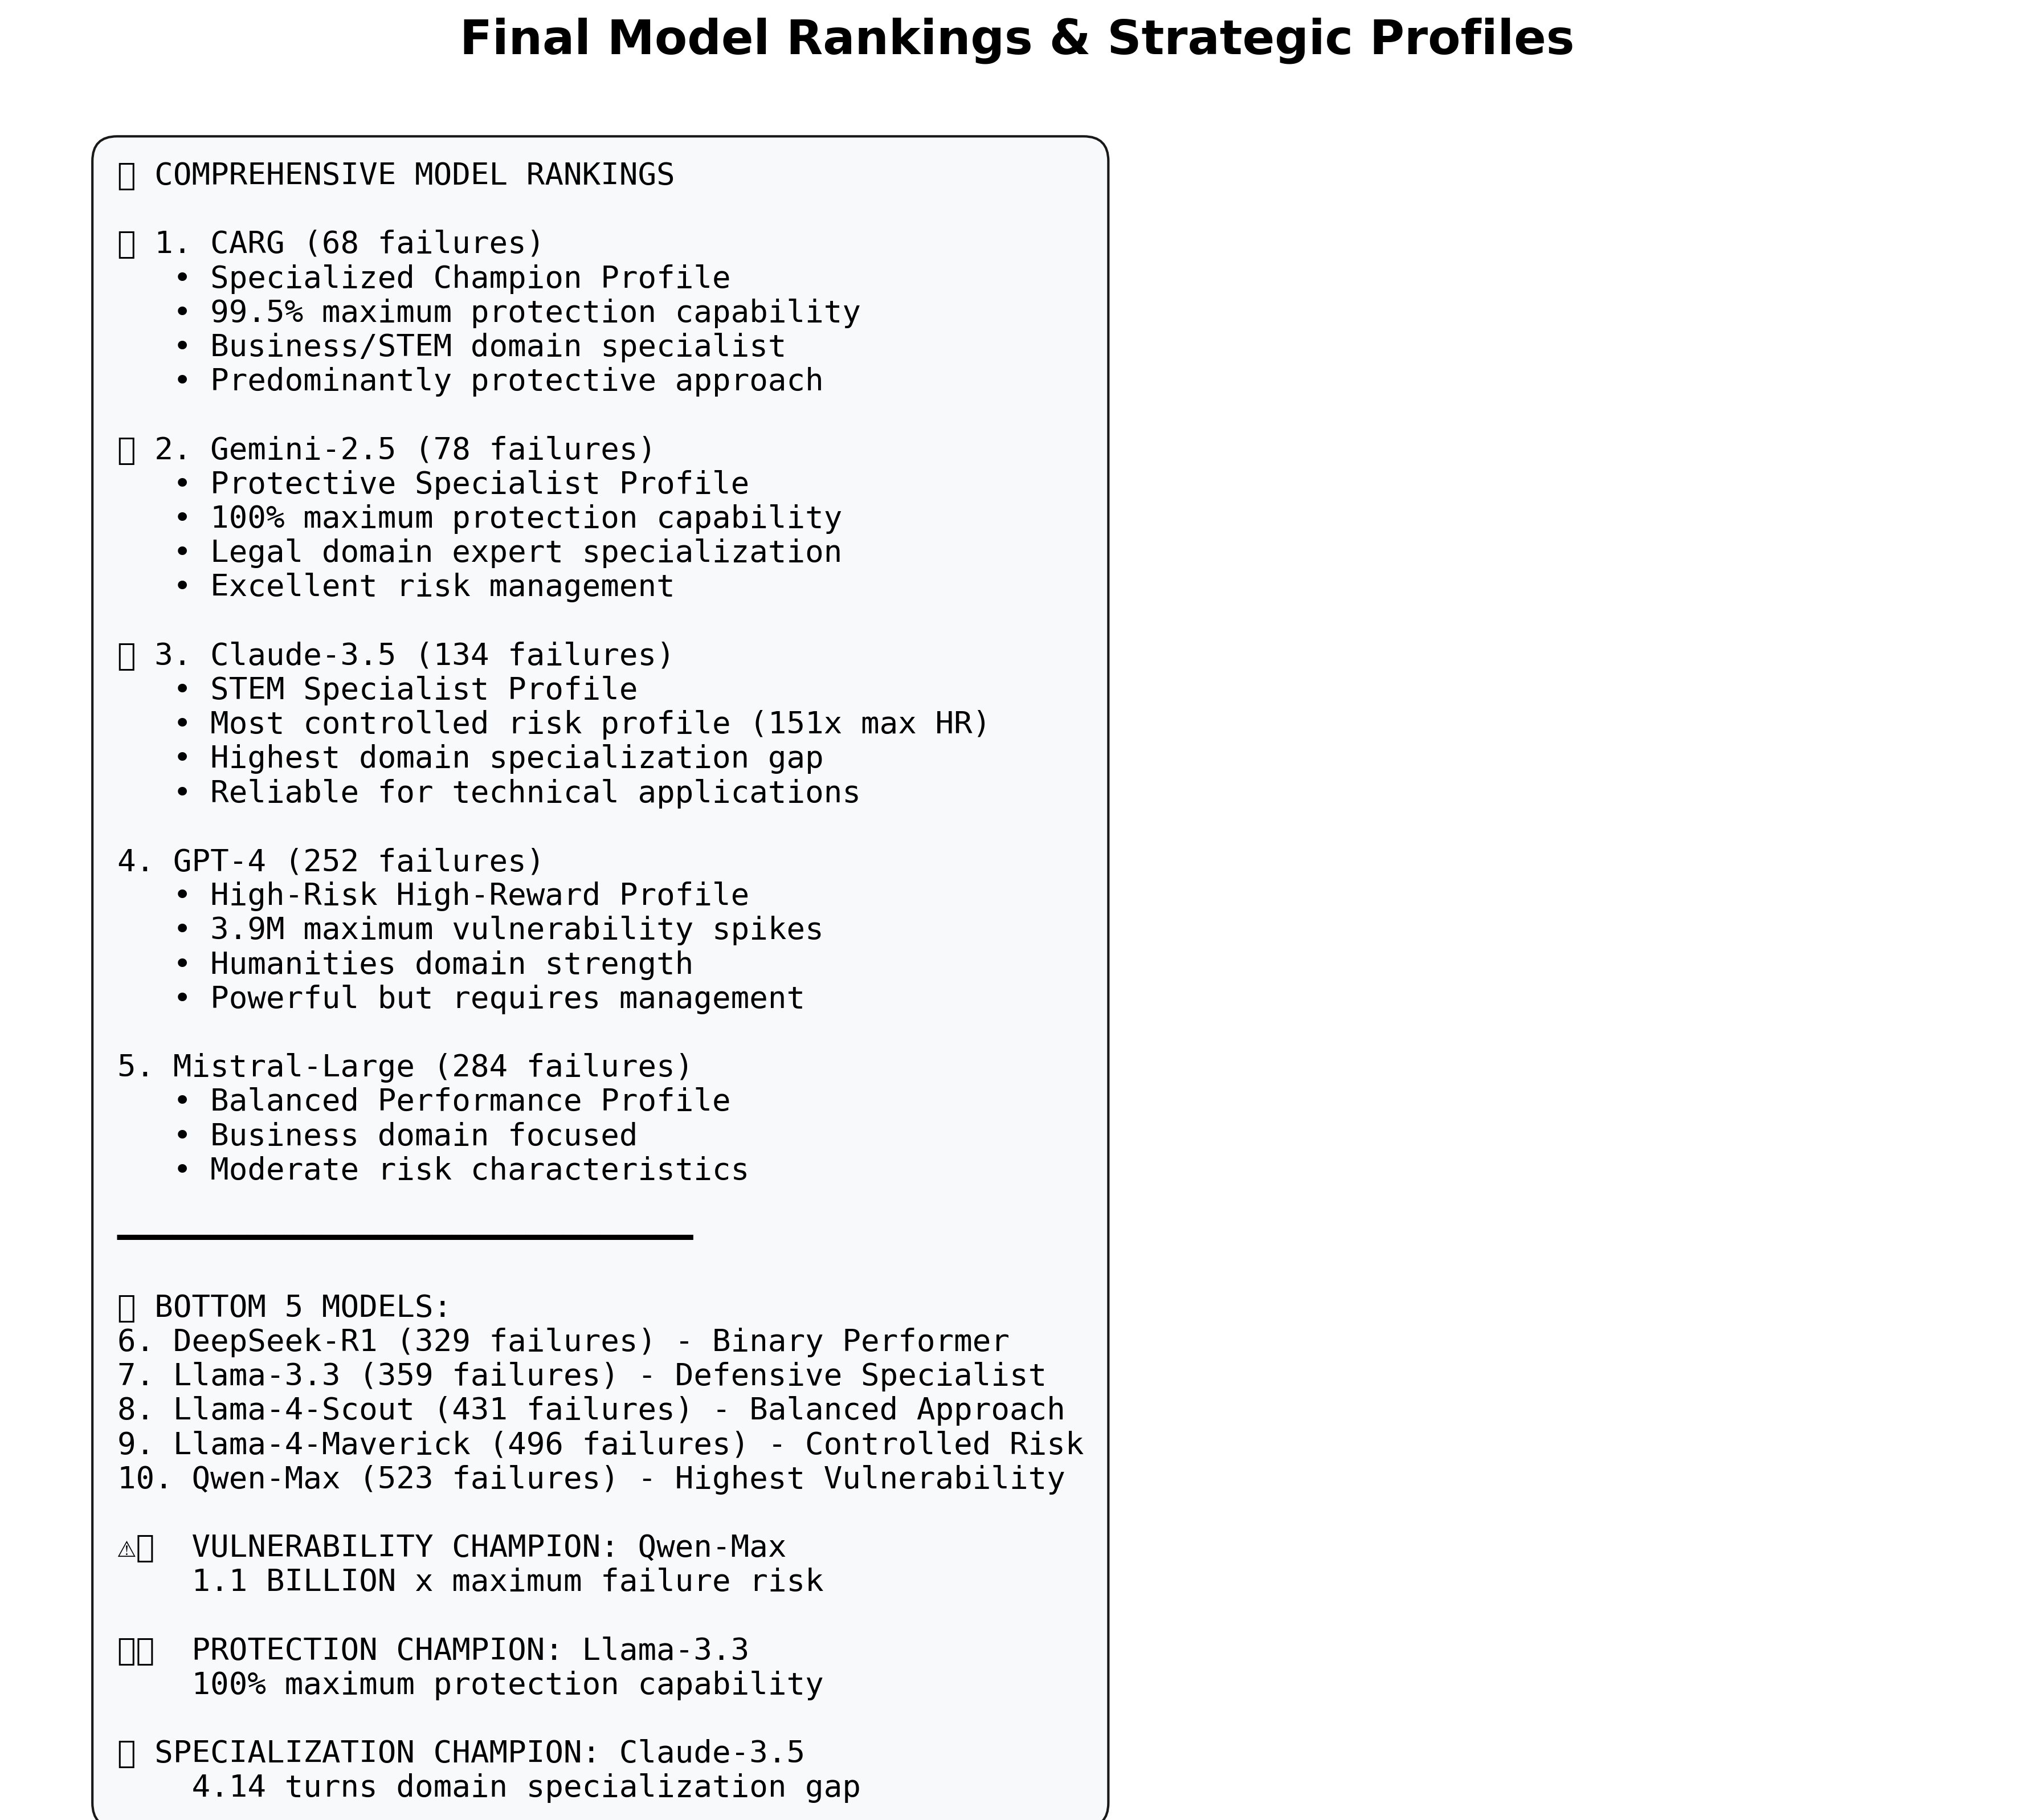 Final Model Rankings & Strategic Profiles
▯ COMPREHENSIVE MODEL RANKINGS
▯ 1. CARG (68 failures)
• Specialized Champion Profile
• 99.5% maximum protection capability
• Business/STEM domain specialist
• Predominantly protective approach
▯ 2. Gemini-2.5 (78 failures)
• Protective Specialist Profile
• 100% maximum protection capability
• Legal domain expert specialization
• Excellent risk management
▯ 3. Claude-3.5 (134 failures)
• STEM Specialist Profile
• Most controlled risk profile (151x max HR)
• Highest domain specialization gap
• Reliable for technical applications
4. GPT-4 (252 failures)
• High-Risk High-Reward Profile
• 3.9M maximum vulnerability spikes
• Humanities domain strength
• Powerful but requires management
5. Mistral-Large (284 failures)
• Balanced Performance Profile
• Business domain focused
• Moderate risk characteristics
▯ BOTTOM 5 MODELS:
6. DeepSeek-R1 (329 failures) - Binary Performer
7. Llama-3.3 (359 failures) - Defensive Specialist
8. Llama-4-Scout (431 failures) - Balanced Approach
9. Llama-4-Maverick (496 failures) - Controlled Risk
10. Qwen-Max (523 failures) - Highest Vulnerability
⚠▯ VULNERABILITY CHAMPION: Qwen-Max
1.1 BILLION x maximum failure risk
▯▯ PROTECTION CHAMPION: Llama-3.3
100% maximum protection capability
▯ SPECIALIZATION CHAMPION: Claude-3.5
4.14 turns domain specialization gap